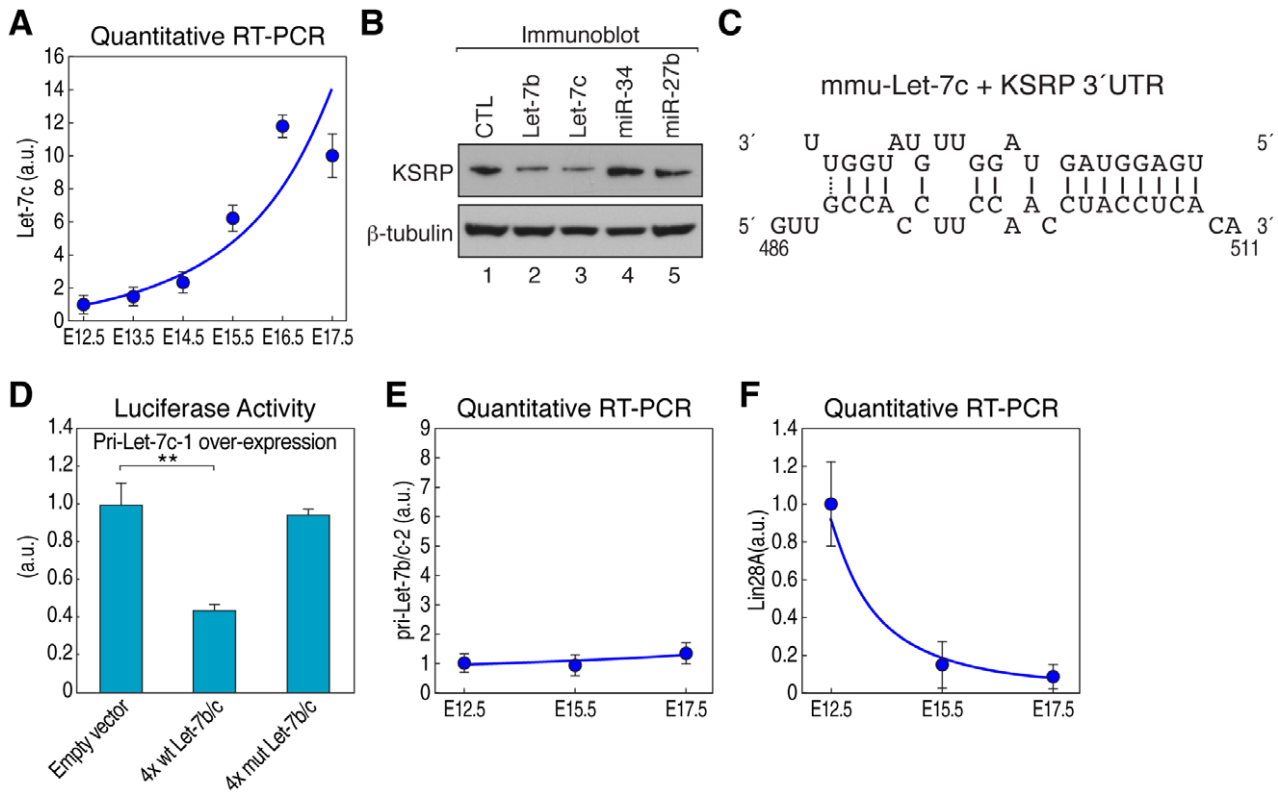 A
Quantitative RT-PCR
Let-7c (a.u.)
16
14
12
10
8
6
4
2
0
E12.5 E13.5 E14.5 E15.5 E16.5 E17.5
B
Immunoblot
CTL Let-7b Let-7c miR-34 miR-27b
KSRP
β-tubulin
1 2 3 4 5
C
mmu-Let-7c + KSRP 3´UTR
3´ U AU UU A 5´
UGGU G GG U GAUGGAGU
GCCA C CC A CUACCUCA
5´ GUU C UU A C CA 3´
486 511
D
Luciferase Activity
Pri-Let-7c-1 over-expression
**
(a.u.)
1.4
1.2
1.0
0.8
0.6
0.4
0.2
0
Empty vector
4x wt Let-7b/c
4x mut Let-7b/c
E
Quantitative RT-PCR
pri-Let-7b/c-2 (a.u.)
9
8
7
6
5
4
3
2
1
0
E12.5 E15.5 E17.5
F
Quantitative RT-PCR
Lin28A(a.u.)
1.4
1.2
1.0
0.8
0.6
0.4
0.2
0
E12.5 E15.5 E17.5